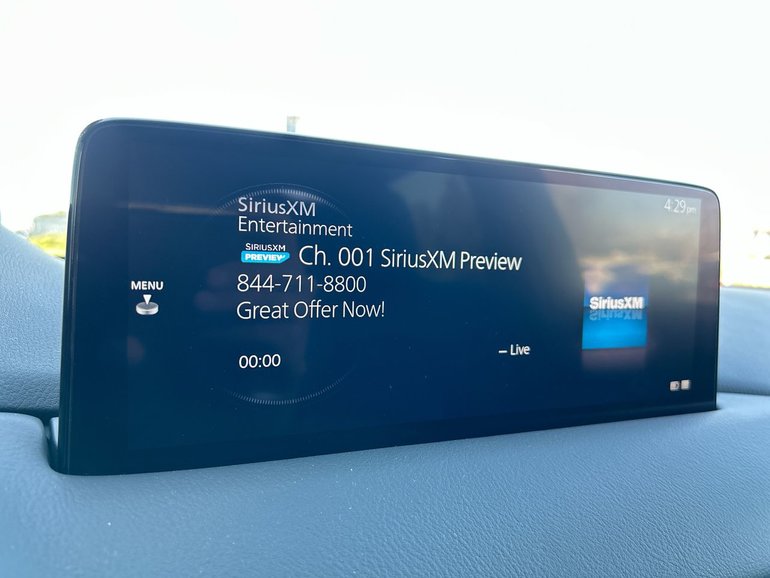 4:29 pm
SiriusXM
Entertainment
SIRIUSXM
PREVIEW
Ch. 001 SiriusXM Preview
MENU
844-711-8800
Great Offer Now!
SiriusXM
00:00
– Live